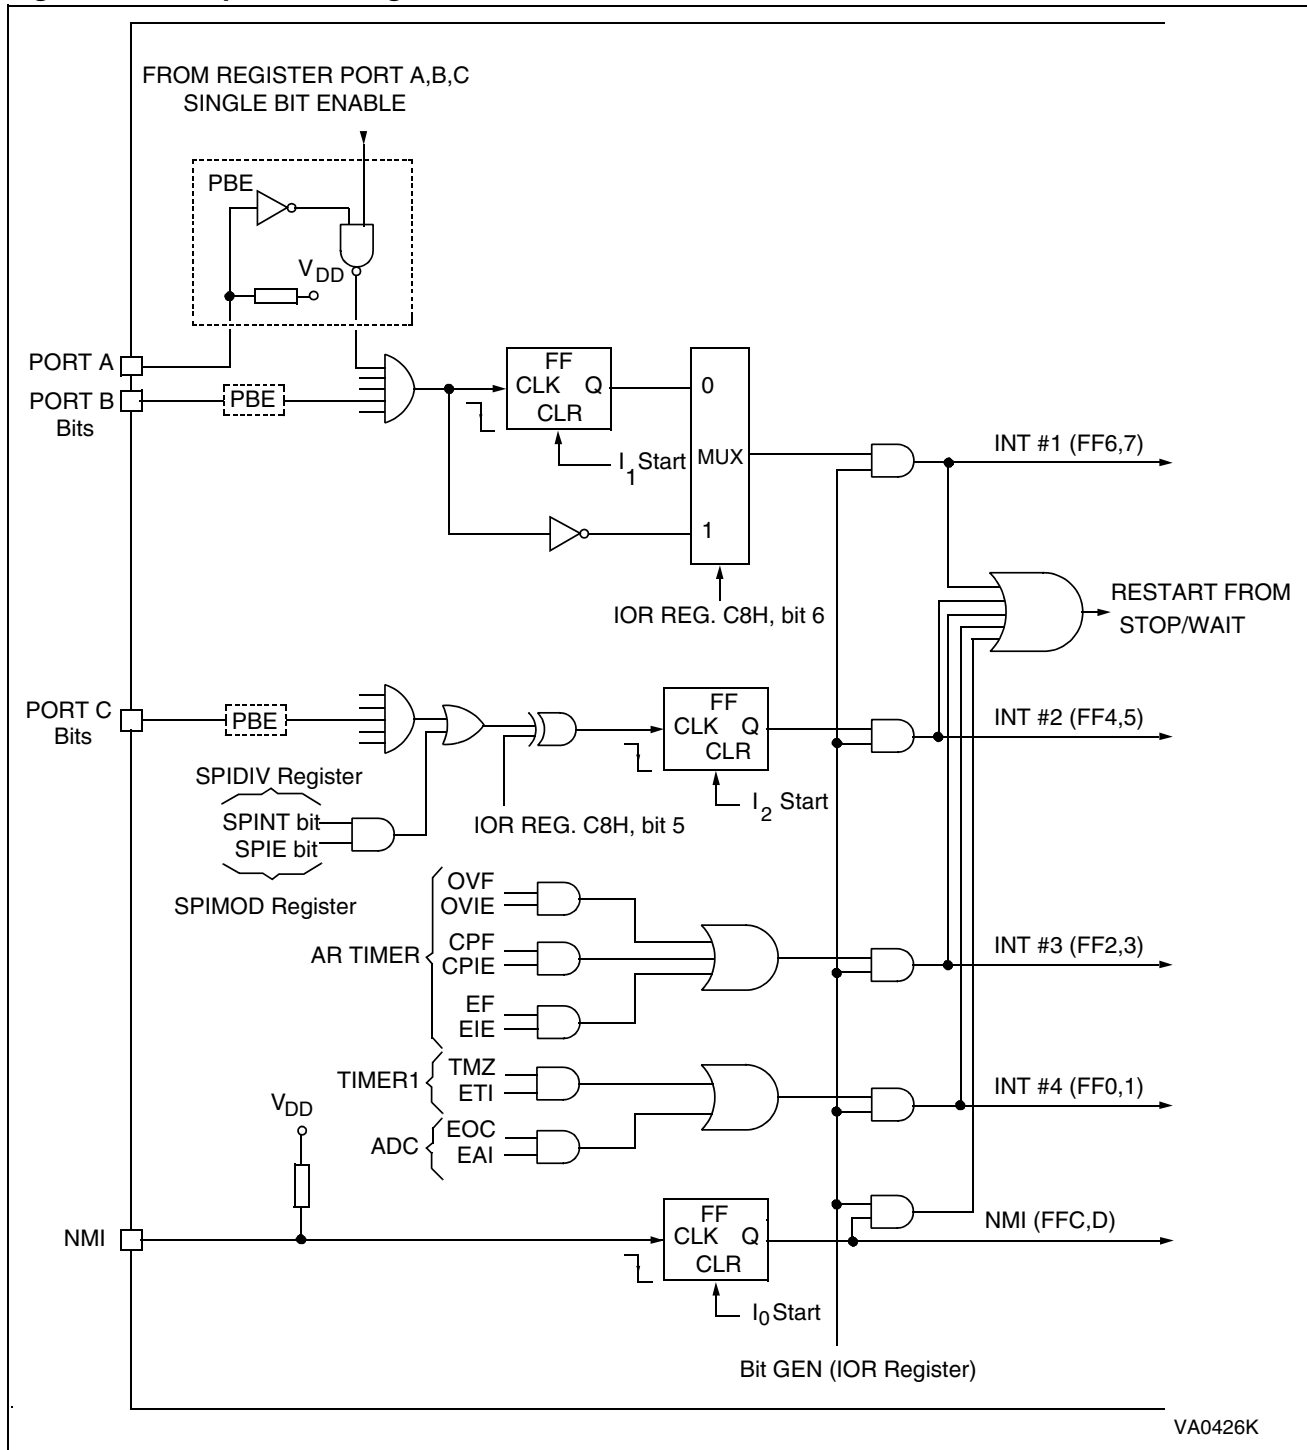 FROM REGISTER PORT A,B,C
SINGLE BIT ENABLE
PBE
VDD
PORT A
PORT B
Bits
PBE
FF
CLK Q
CLR
I1 Start
0
MUX
1
IOR REG. C8H, bit 6
INT #1 (FF6,7)
RESTART FROM
STOP/WAIT
PORT C
Bits
PBE
FF
CLK Q
CLR
I2 Start
INT #2 (FF4,5)
SPIDIV Register
SPINT bit
SPIE bit
SPIMOD Register
IOR REG. C8H, bit 5
AR TIMER
OVF
OVIE
CPF
CPIE
EF
EIE
INT #3 (FF2,3)
TIMER1
TMZ
ETI
ADC
EOC
EAI
INT #4 (FF0,1)
VDD
NMI
FF
CLK Q
CLR
I0 Start
NMI (FFC,D)
Bit GEN (IOR Register)
VA0426K